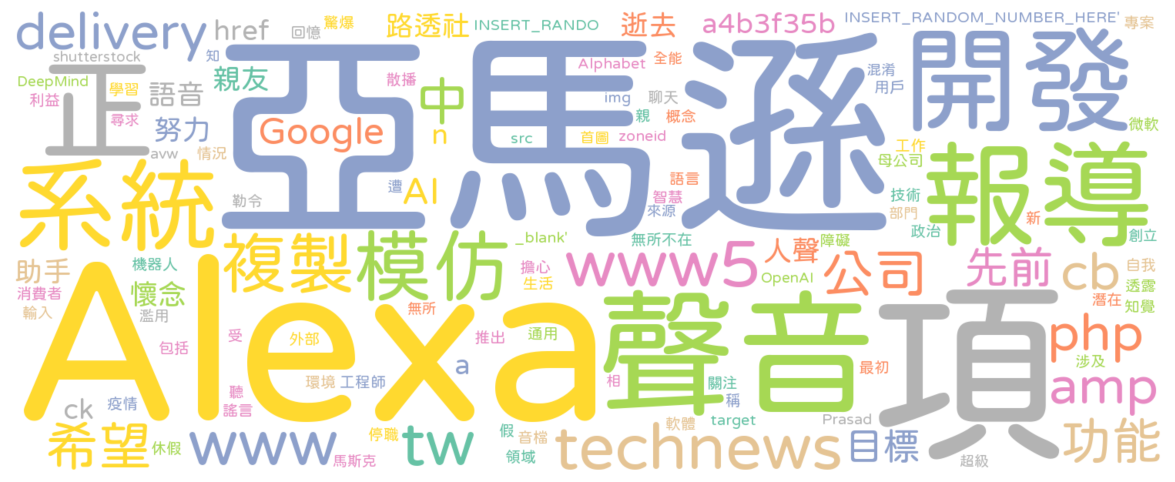 delivery
href
回憶
驚爆
路透社
INSERT_RANDO
逝去
a4b3f35b
INSERT_RANDOM_NUMBER_HERE'
專案
shutterstock
知
DeepMind
利益
學習
尋求
正
語音
親友
散播
中
n
Google
亞馬遜
Alphabet
全能
img
聊天
src
首圖
親
概念
zoneid
混淆
用戶
開發
微軟
努力
avw
情況
勒令
遭
AI
語言
智慧
來源
工作
母公司
技術
部門
政治
新
報導
創立
系統
複製
模仿
_blank'
無所不在
擔心
生活
www5
OpenAI
人聲
障礙
公司
先前
cb
自我
透露
知覺
潛在
助手
消費者
輸入
機器人
懷念
濫用
Alexa
無所
包括
受
外部
推出
通用
環境
工程師
a
聲音
相
關注
稱
最初
項
php
涉及
amp
ck
疫情
聽
謠言
希望
休假
www
馬斯克
停職
tw
假
領域
音檔
technews
軟體
target
Prasad
目標
超級
功能